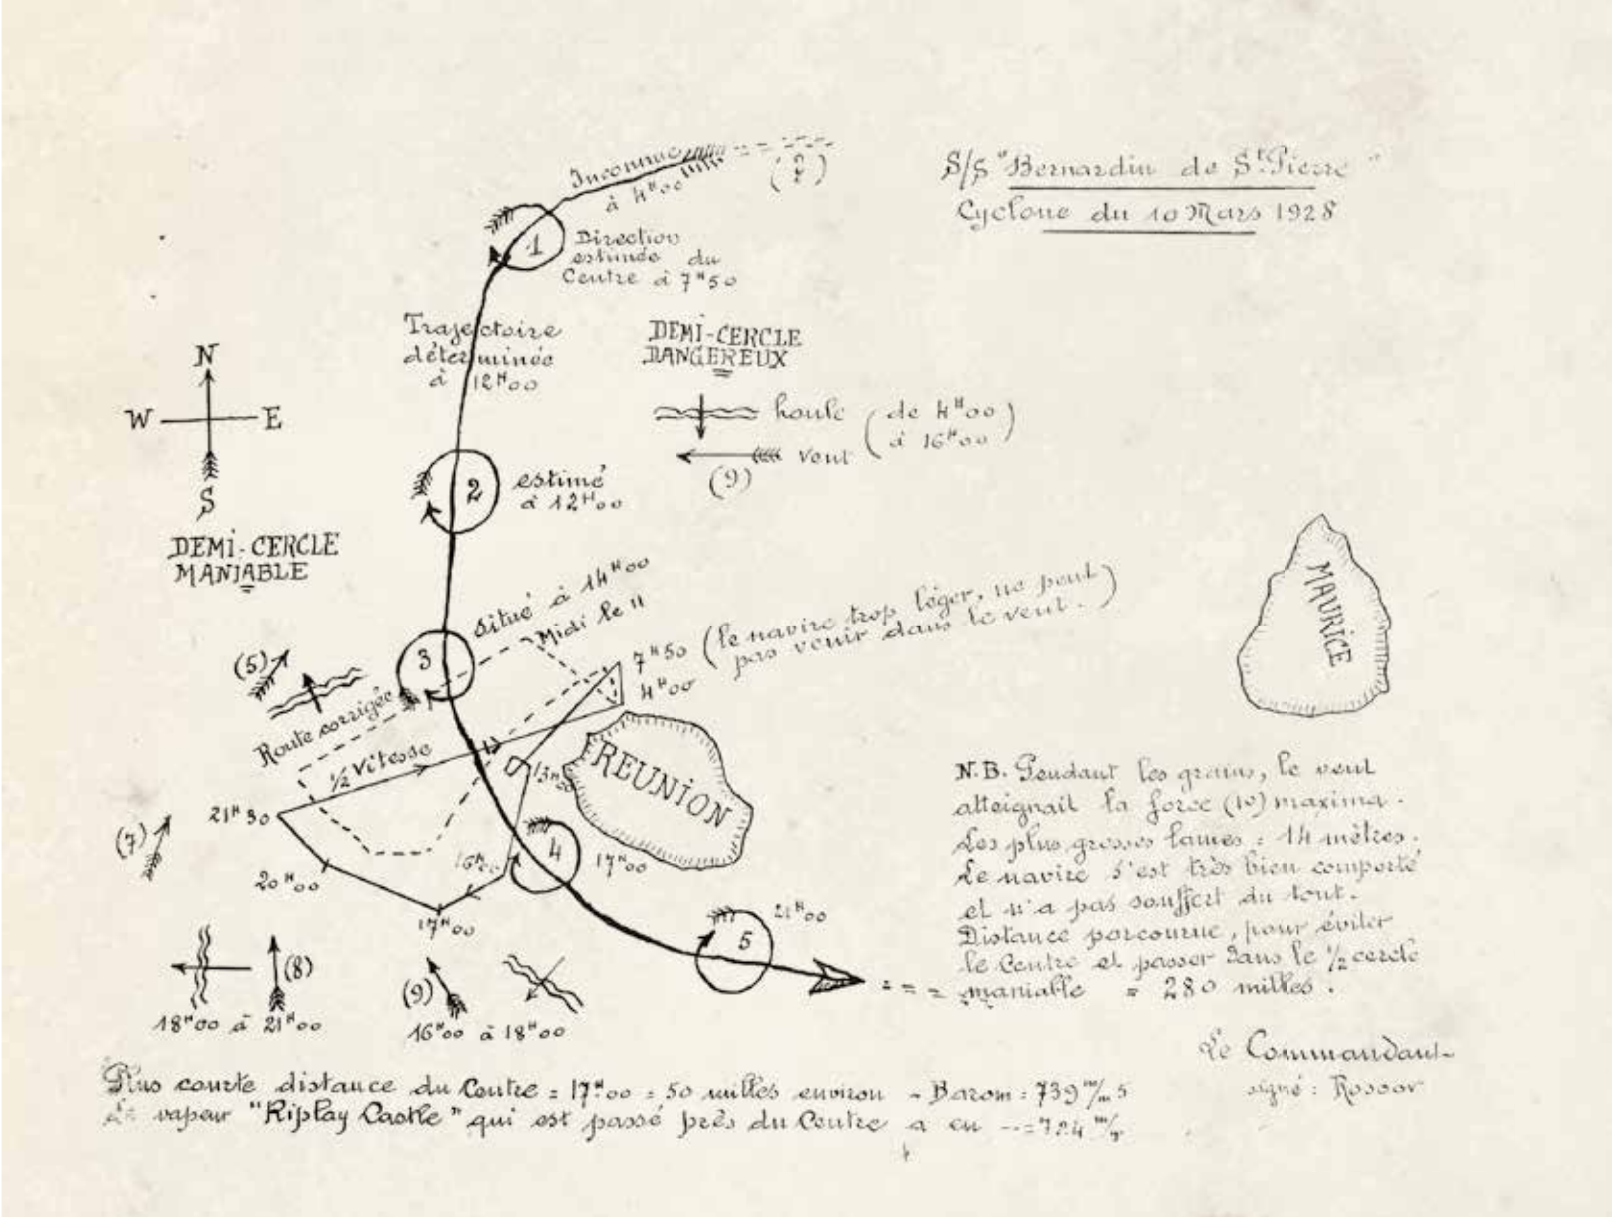 S/S "Bernardin de St. Pierre"
Cyclone du 10 Mars 1928
Inconnue
à 4H00
(?)
1
Direction
estimée du
Centre à 7H50
Trajectoire
déterminée
à 12H00
DEMI-CERCLE
DANGEREUX
houle
vent
(9)
(de 4H00
à 16H00)
N
W
E
S
DEMI-CERCLE
MANIABLE
2
estimé
à 12H00
3
Situé à 14H00
Midi le 11
7H50 (le navire trop léger, ne peut
pas venir dans le vent.)
4H00
(5)
Route corrigée
1/2 Vitesse
REUNION
MAURICE
13H00
21H30
(7)
20H00
17H00
16H00
4
17H00
5
21H00
(8)
18H00 à 21H00
(9)
16H00 à 18H00
N.B. Pendant les grains, le vent
atteignait la force (10) maxima.
Les plus grosses lames = 14 mètres.
Le navire s'est très bien comporté
et n'a pas souffert du tout.
Distance parcourue, pour éviter
le Centre et passer dans le 1/2 cercle
maniable = 280 milles.
Le Commandant
signé:
Plus courte distance du Centre = 17H00 = 50 milles environ - Barom: 739 m/m 5
Le vapeur "Riplay Castle" qui est passé près du Centre a eu --= 724 m/m